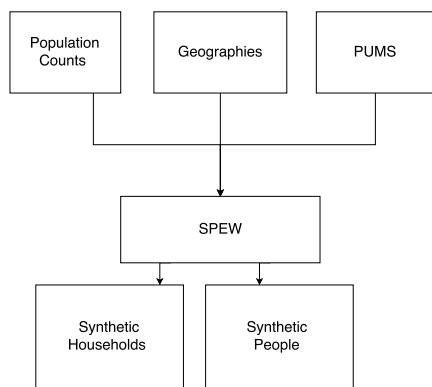 Population
Counts
Geographies
PUMS
SPEW
Synthetic
Households
Synthetic
People